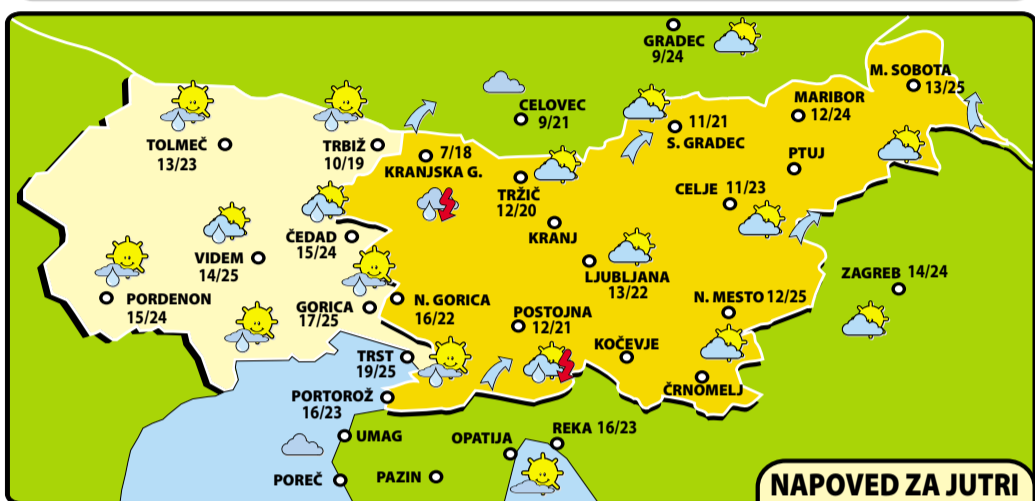 GRADEC
9/24
M. SOBOTA
13/25
CELOVEC
9/21
MARIBOR
12/24
11/21
S. GRADEC
TOLMEČ
13/23
TRBIŽ
10/19
7/18
KRANJSKA G.
PTUJ
TRŽIČ
12/20
CELJE 11/23
KRANJ
ČEDAD
15/24
VIDEM
14/25
LJUBLJANA
13/22
ZAGREB 14/24
PORDENON
15/24
GORICA
17/25
N. GORICA
16/22
N. MESTO 12/25
POSTOJNA
12/21
KOČEVJE
TRST
19/25
ČRNOMELJ
PORTOROŽ
16/23
UMAG
OPATIJA
REKA 16/23
POREČ
PAZIN
NAPOVED ZA JUTRI